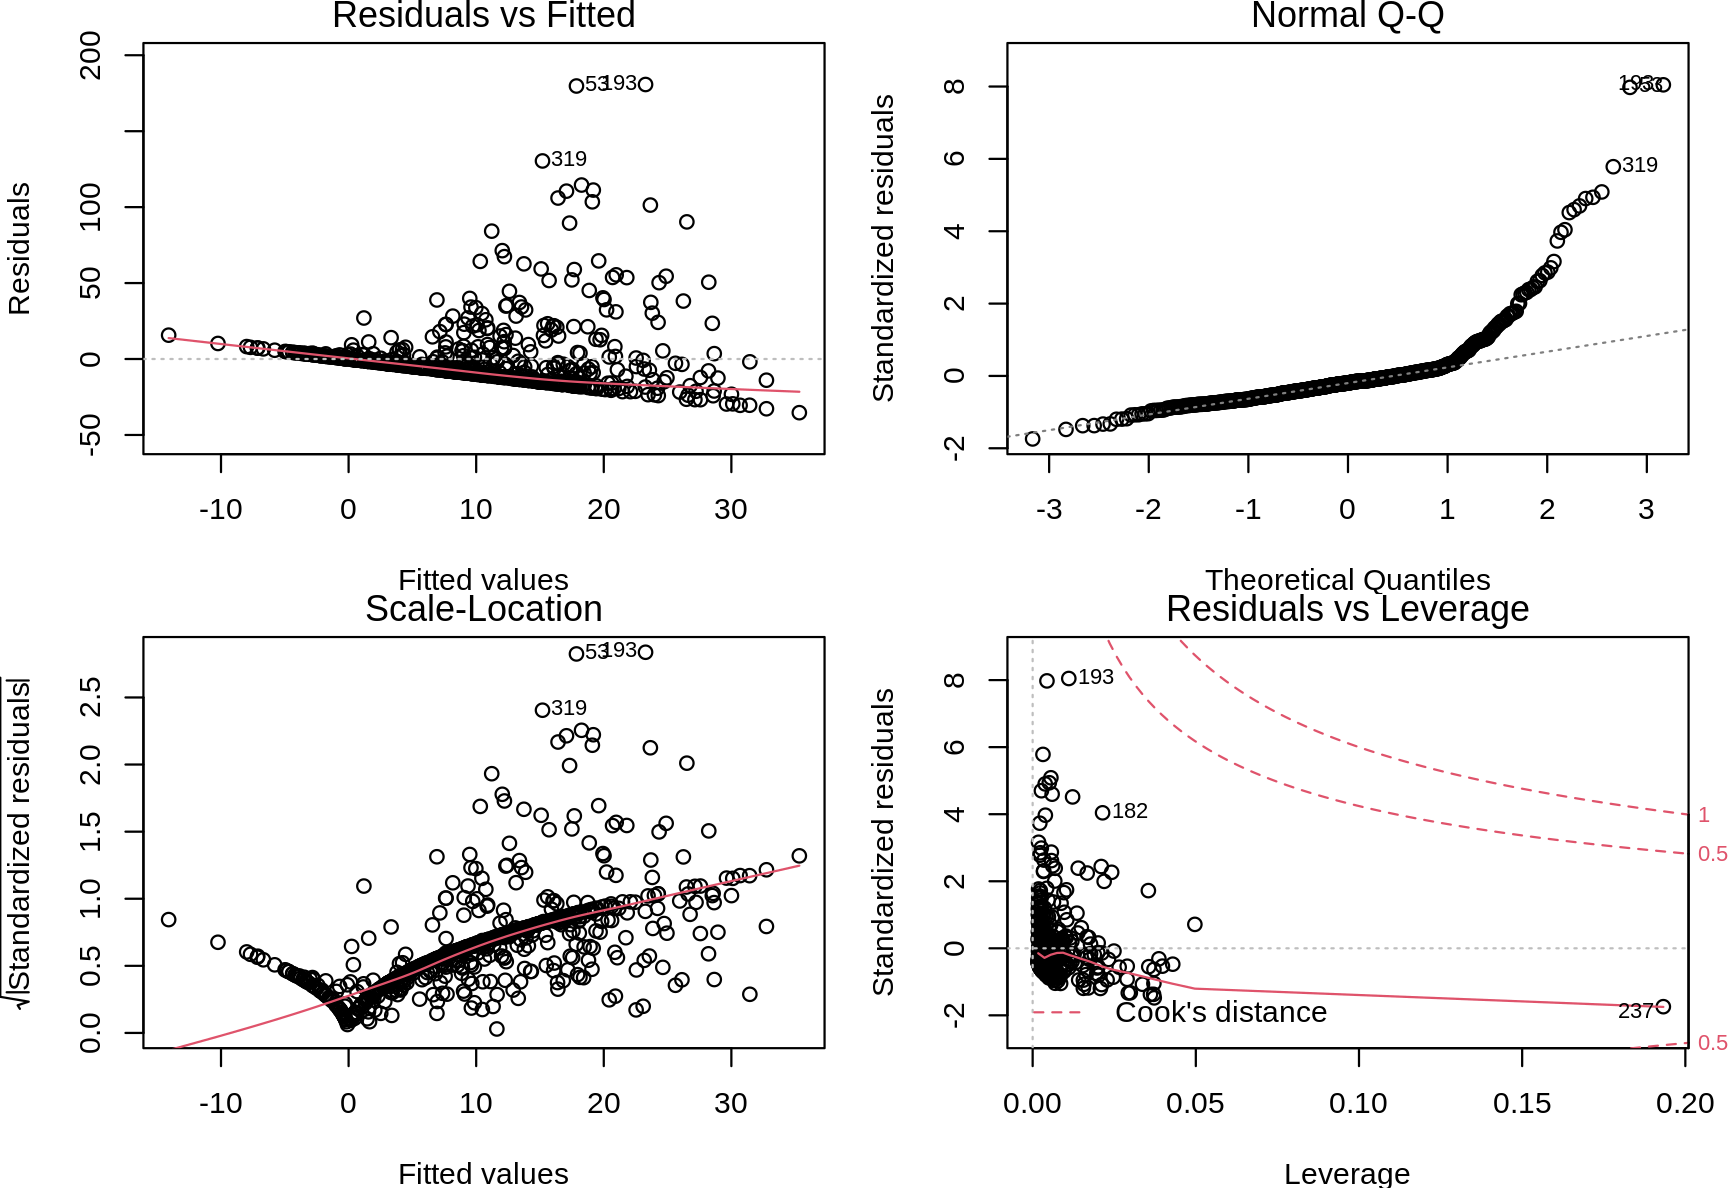 Residuals vs Fitted
200
100
50
0
-50
Residuals
53
193
319
-10 0 10 20 30
Fitted values
Normal Q-Q
8
6
4
2
0
-2
Standardized residuals
193
53
319
-3 -2 -1 0 1 2 3
Theoretical Quantiles
Scale-Location
2.5
2.0
1.5
1.0
0.5
0.0
√|Standardized residuals|
53
193
319
-10 0 10 20 30
Fitted values
Residuals vs Leverage
8
6
4
2
0
-2
Standardized residuals
193
182
237
Cook's distance
1
0.5
0.5
0.00 0.05 0.10 0.15 0.20
Leverage